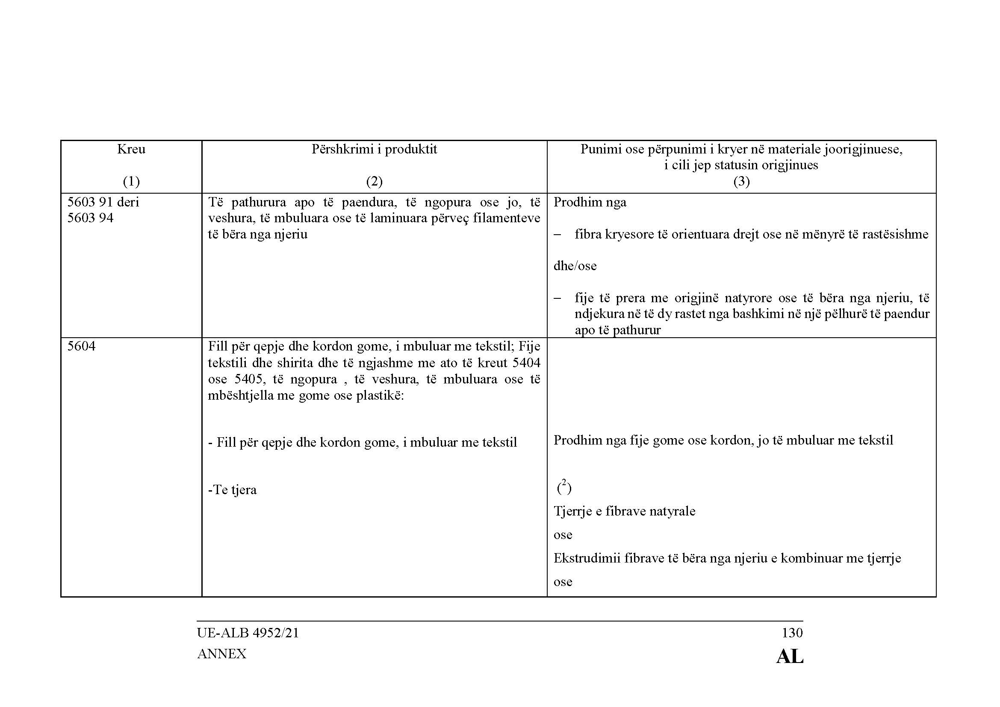 Kreu
(1)
Përshkrimi i produktit
(2)
Punimi ose përpunimi i kryer në materiale joorigjinuese,
i cili jep statusin origjinues
(3)
5603 91 deri
5603 94
Të pathurura apo të paendura, të ngopura ose jo, të
veshura, të mbuluara ose të laminuara përveç filamenteve
të bëra nga njeriu
Prodhim nga
– fibra kryesore të orientuara drejt ose në mënyrë të rastësishme
dhe/ose
– fije të prera me origjinë natyrore ose të bëra nga njeriu, të
ndjekura në të dy rastet nga bashkimi në një pëlhurë të paendur
apo të pathurur
5604
Fill për qepje dhe kordon gome, i mbuluar me tekstil; Fije
tekstili dhe shirita dhe të ngjashme me ato të kreut 5404
ose 5405, të ngopura , të veshura, të mbuluara ose të
mbështjella me gome ose plastikë:
- Fill për qepje dhe kordon gome, i mbuluar me tekstil
Prodhim nga fije gome ose kordon, jo të mbuluar me tekstil
-Te tjera
(²)
Tjerrje e fibrave natyrale
ose
Ekstrudimii fibrave të bëra nga njeriu e kombinuar me tjerrje
ose
UE-ALB 4952/21
130
ANNEX
AL